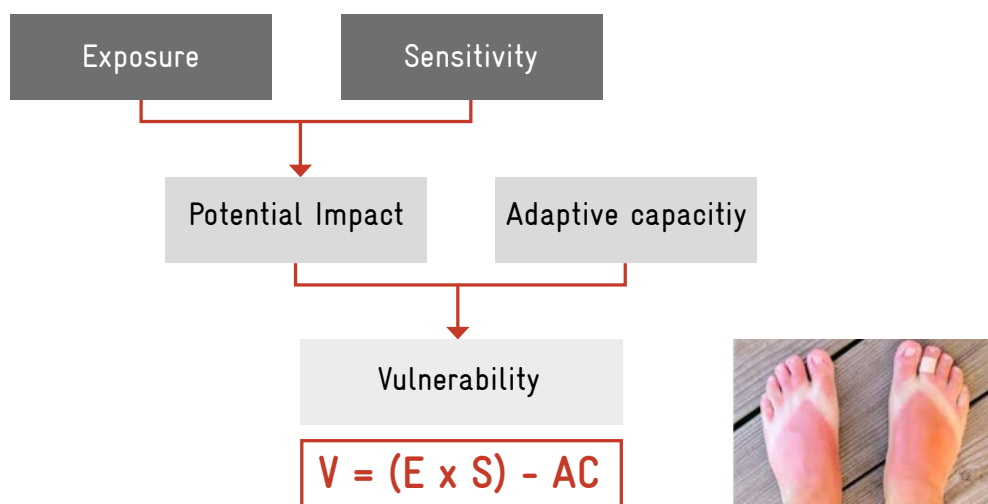 Exposure
Sensitivity
Potential Impact
Adaptive capacitiy
Vulnerability
V = (E x S) - AC